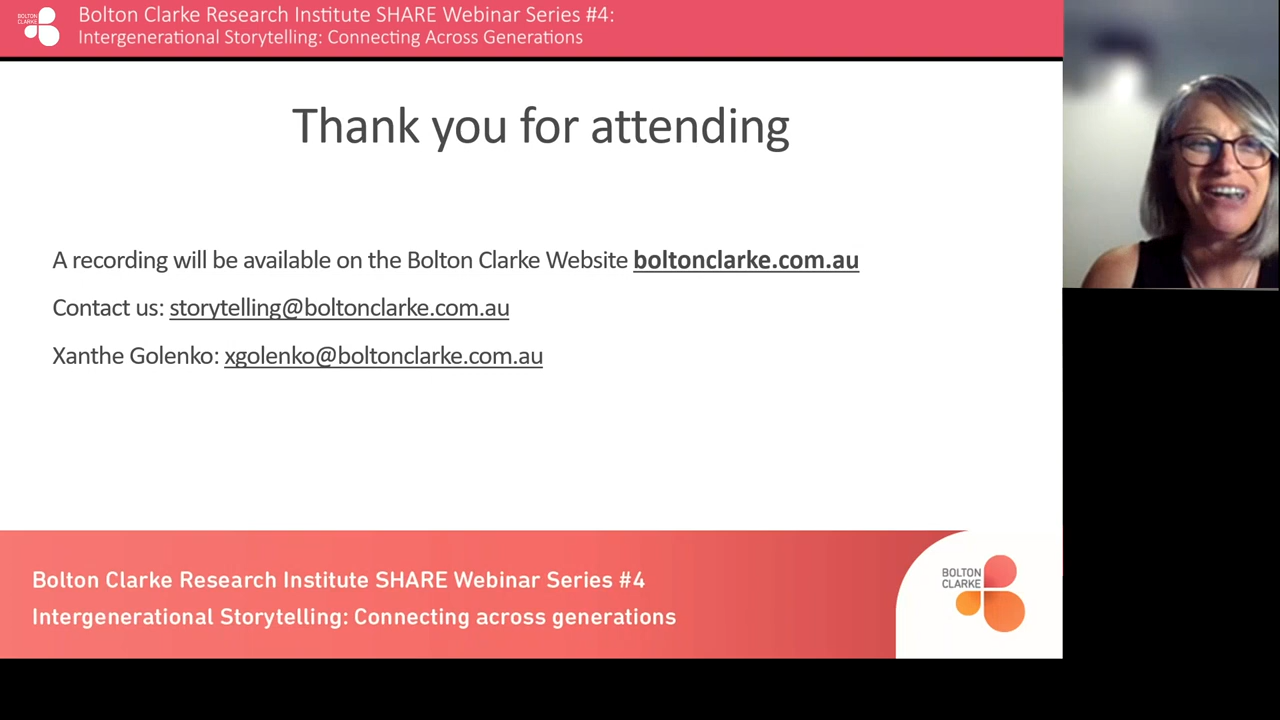 BOLTON
CLARKE
Bolton Clarke Research Institute SHARE Webinar Series #4:
Intergenerational Storytelling: Connecting Across Generations
Thank you for attending
A recording will be available on the Bolton Clarke Website boltonclarke.com.au
Contact us: storytelling@boltonclarke.com.au
Xanthe Golenko: xgolenko@boltonclarke.com.au
Bolton Clarke Research Institute SHARE Webinar Series #4
Intergenerational Storytelling: Connecting across generations
BOLTON
CLARKE